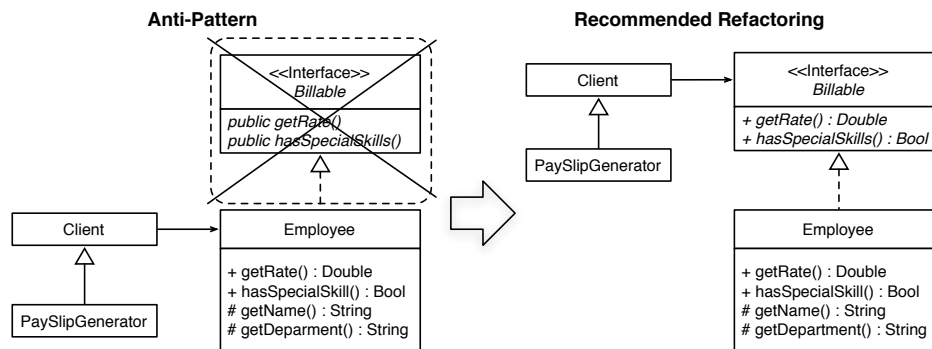 Anti-Pattern
<<Interface>>
Billable
public getRate()
public hasSpecialSkills()
Client
PaySlipGenerator
Employee
+ getRate() : Double
+ hasSpecialSkill() : Bool
# getName() : String
# getDeparment() : String
Recommended Refactoring
Client
PaySlipGenerator
<<Interface>>
Billable
+ getRate() : Double
+ hasSpecialSkills() : Bool
Employee
+ getRate() : Double
+ hasSpecialSkill() : Bool
# getName() : String
# getDepartment() : String